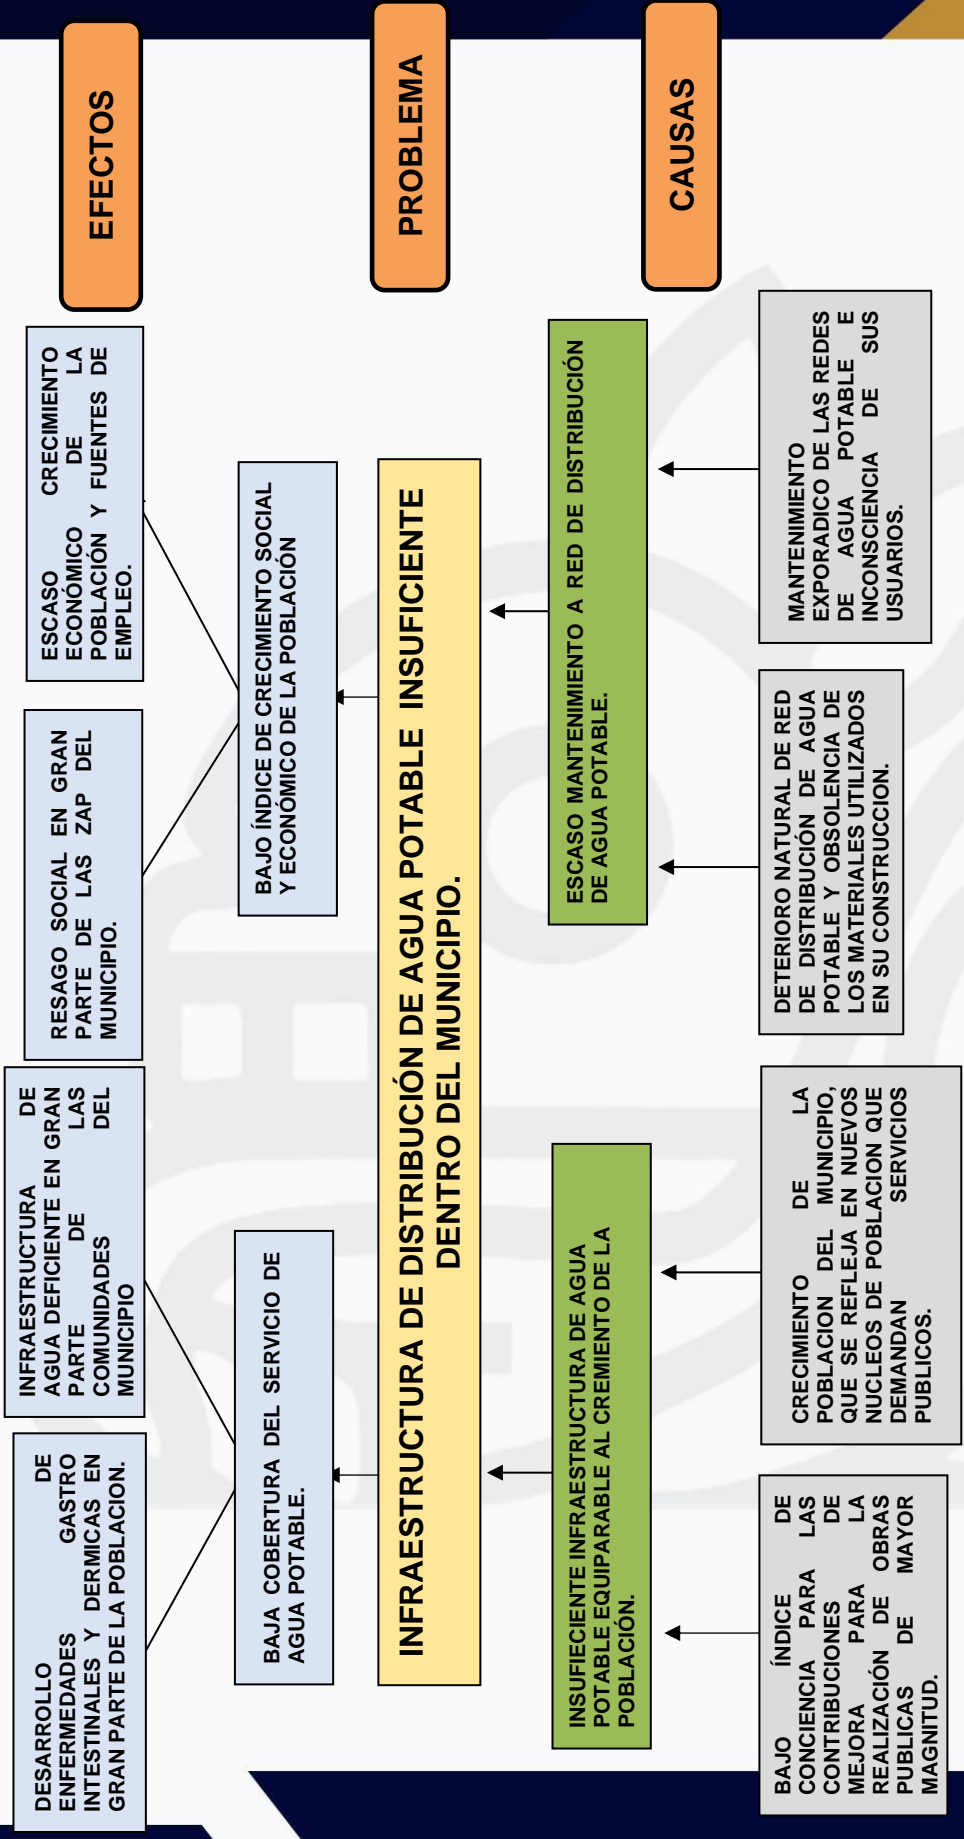 DESARROLLO DE
ENFERMEDADES GASTRO
INTESTINALES Y DERMICAS EN
GRAN PARTE DE LA POBLACION.
INFRAESTRUCTURA DE
AGUA DEFICIENTE EN GRAN
PARTE DE LAS
COMUNIDADES DEL
MUNICIPIO
RESAGO SOCIAL EN GRAN
PARTE DE LAS ZAP DEL
MUNICIPIO.
ESCASO CRECIMIENTO
ECONÓMICO DE LA
POBLACIÓN Y FUENTES DE
EMPLEO.
EFECTOS
BAJA COBERTURA DEL SERVICIO DE
AGUA POTABLE.
BAJO ÍNDICE DE CRECIMIENTO SOCIAL
Y ECONÓMICO DE LA POBLACIÓN
INFRAESTRUCTURA DE DISTRIBUCIÓN DE AGUA POTABLE INSUFICIENTE
DENTRO DEL MUNICIPIO.
PROBLEMA
INSUFIECIENTE INFRAESTRUCTURA DE AGUA
POTABLE EQUIPARABLE AL CREMIENTO DE LA
POBLACIÓN.
ESCASO MANTENIMIENTO A RED DE DISTRIBUCIÓN
DE AGUA POTABLE.
CAUSAS
BAJO ÍNDICE DE
CONCIENCIA PARA LAS
CONTRIBUCIONES DE
MEJORA PARA LA
REALIZACIÓN DE OBRAS
PUBLICAS DE MAYOR
MAGNITUD.
CRECIMIENTO DE LA
POBLACION DEL MUNICIPIO,
QUE SE REFLEJA EN NUEVOS
NUCLEOS DE POBLACION QUE
DEMANDAN SERVICIOS
PUBLICOS.
DETERIORO NATURAL DE RED
DE DISTRIBUCIÓN DE AGUA
POTABLE Y OBSOLENCIA DE
LOS MATERIALES UTILIZADOS
EN SU CONSTRUCCION.
MANTENIMIENTO
EXPORADICO DE LAS REDES
DE AGUA POTABLE E
INCONSCIENCIA DE SUS
USUARIOS.